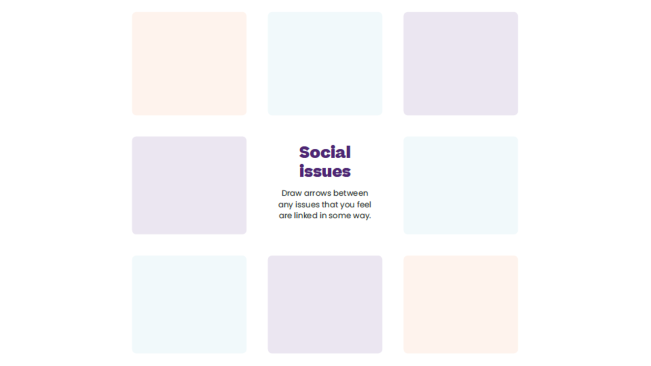 Social
issues
Draw arrows between
any issues that you feel
are linked in some way.